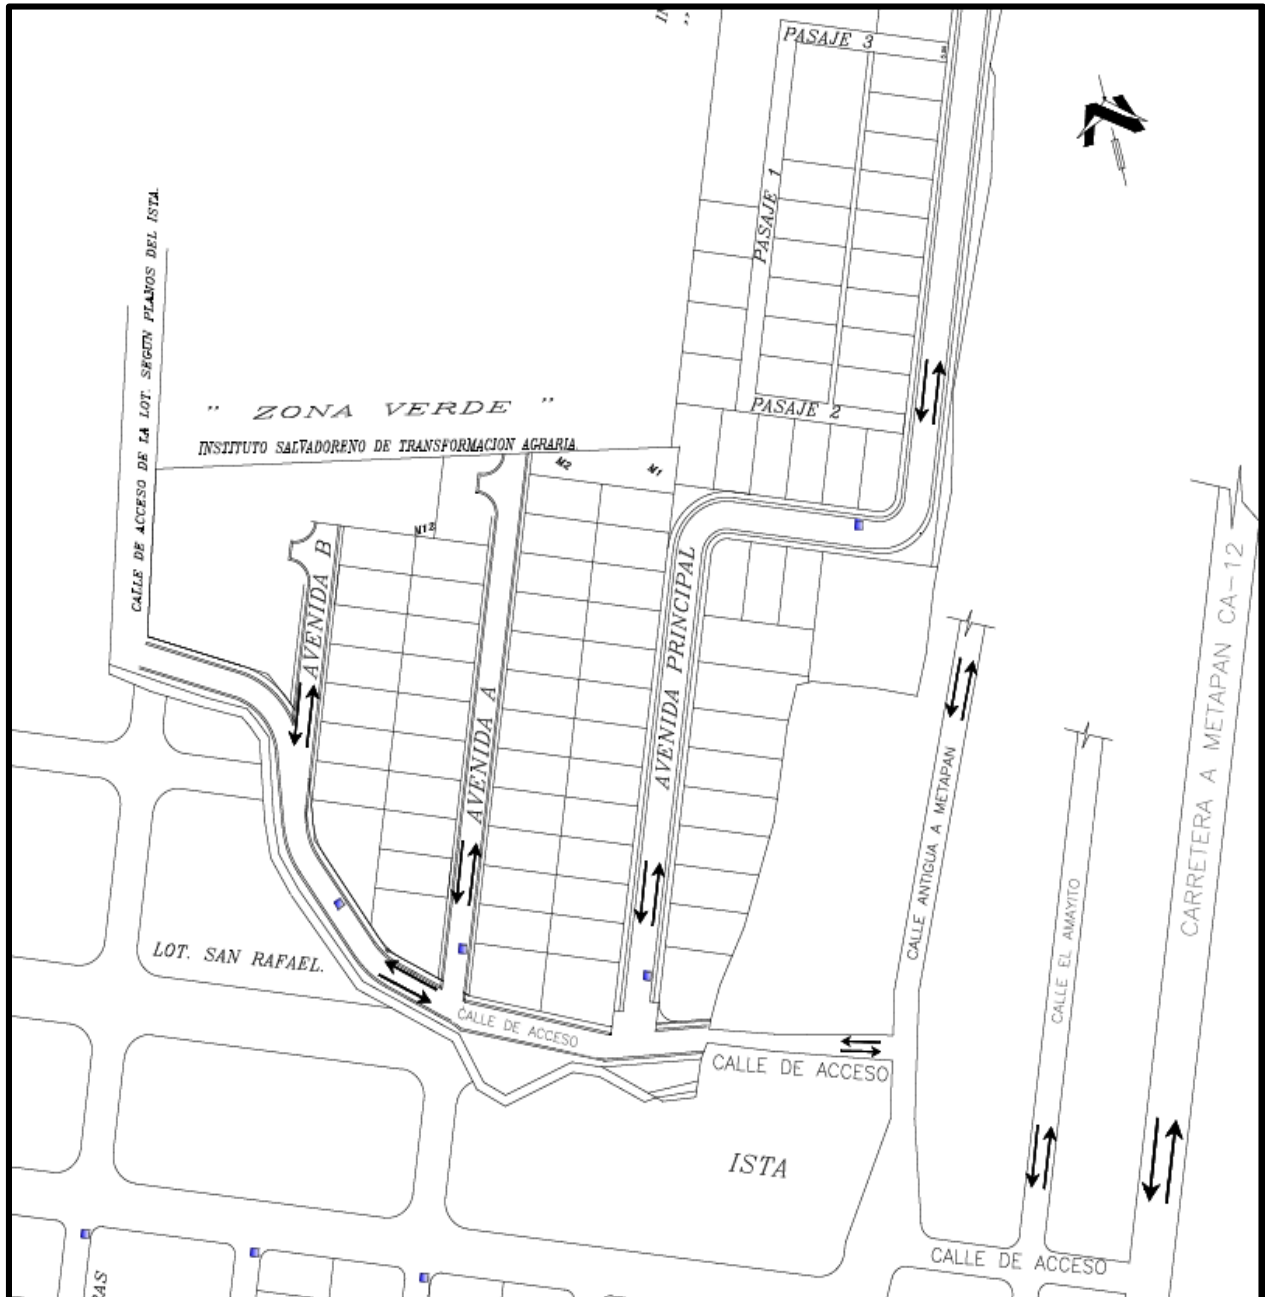 PASAJE 3
PASAJE 1
CALLE DE ACCESO DE LA LOT. SEGUN PLANOS DEL ISTA.
" ZONA VERDE "
INSTITUTO SALVADORENO DE TRANSFORMACION AGRARIA.
PASAJE 2
M2
M1
M12
AVENIDA B
AVENIDA A
AVENIDA PRINCIPAL
CALLE ANTIGUA A METAPAN
CALLE EL AMAYITO
CARRETERA A METAPAN CA-12
LOT. SAN RAFAEL.
CALLE DE ACCESO
CALLE DE ACCESO
ISTA
CALLE DE ACCESO